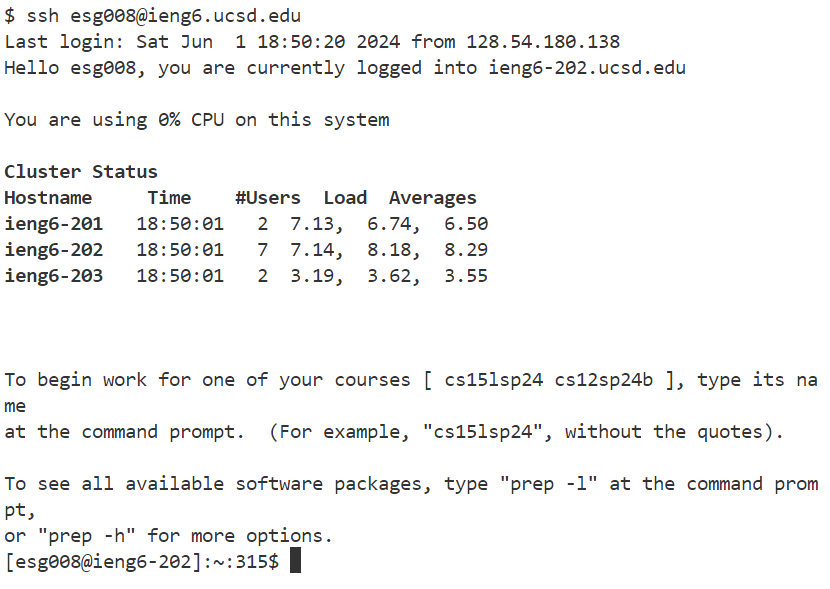 $ ssh esg008@ieng6.ucsd.edu
Last login: Sat Jun  1 18:50:20 2024 from 128.54.180.138
Hello esg008, you are currently logged into ieng6-202.ucsd.edu
You are using 0% CPU on this system
Cluster Status
Hostname     Time    #Users  Load  Averages
ieng6-201   18:50:01   2  7.13,  6.74,  6.50
ieng6-202   18:50:01   7  7.14,  8.18,  8.29
ieng6-203   18:50:01   2  3.19,  3.62,  3.55
To begin work for one of your courses [ cs15lsp24 cs12sp24b ], type its na
me
at the command prompt.  (For example, "cs15lsp24", without the quotes).
To see all available software packages, type "prep -l" at the command prom
pt,
or "prep -h" for more options.
[esg008@ieng6-202]:~:315$